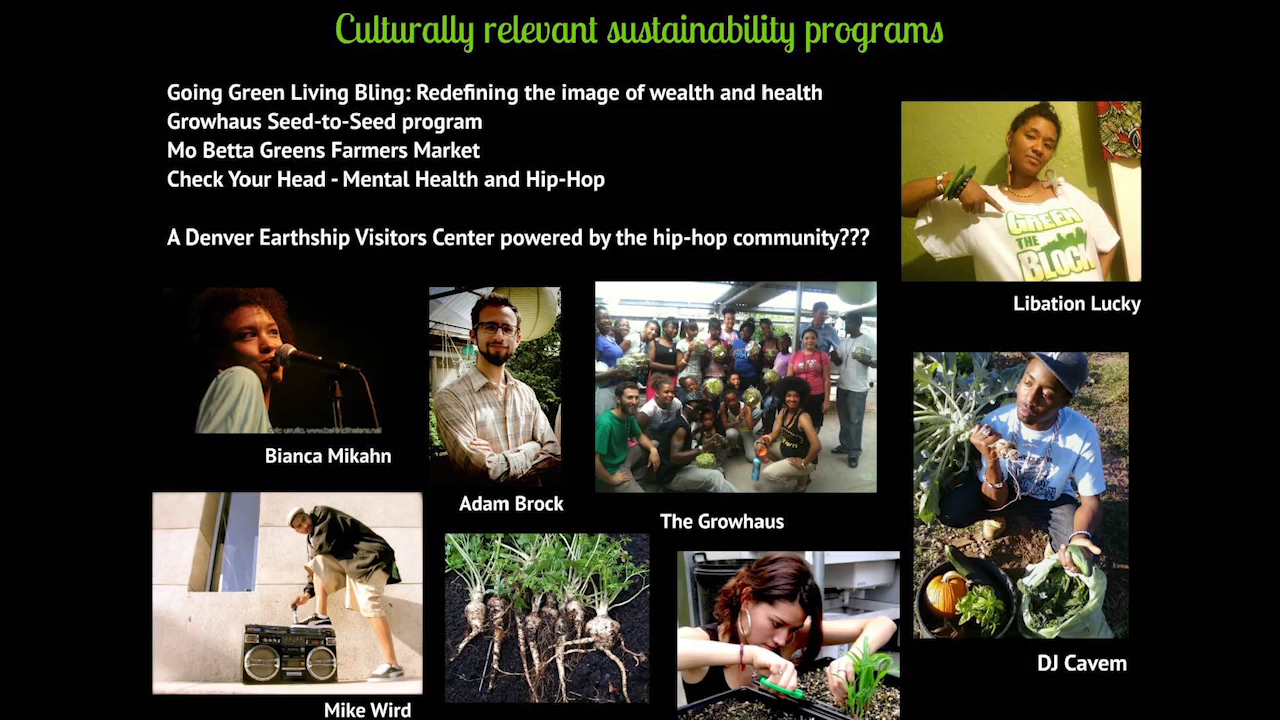 Culturally relevant sustainability programs
Going Green Living Bling: Redefining the image of wealth and health
Growhaus Seed-to-Seed program
Mo Betta Greens Farmers Market
Check Your Head - Mental Health and Hip-Hop
A Denver Earthship Visitors Center powered by the hip-hop community???
GREEN
THE
BLOCK
Libation Lucky
Bianca Mikahn
Adam Brock
The Growhaus
DJ Cavem
Mike Wird